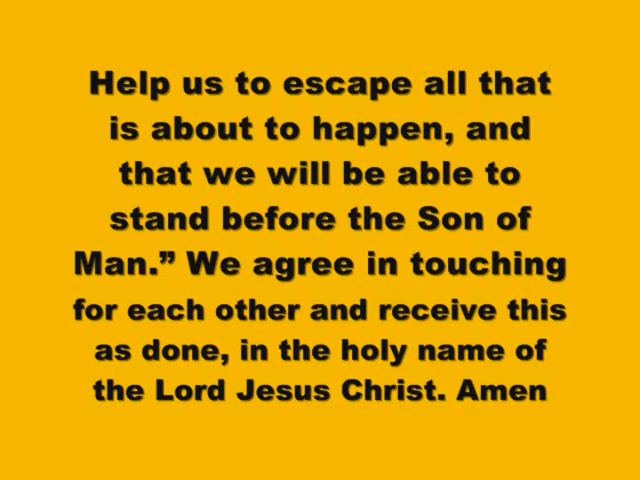 Help us to escape all that
is about to happen, and
that we will be able to
stand before the Son of
Man.” We agree in touching
for each other and receive this
as done, in the holy name of
the Lord Jesus Christ. Amen